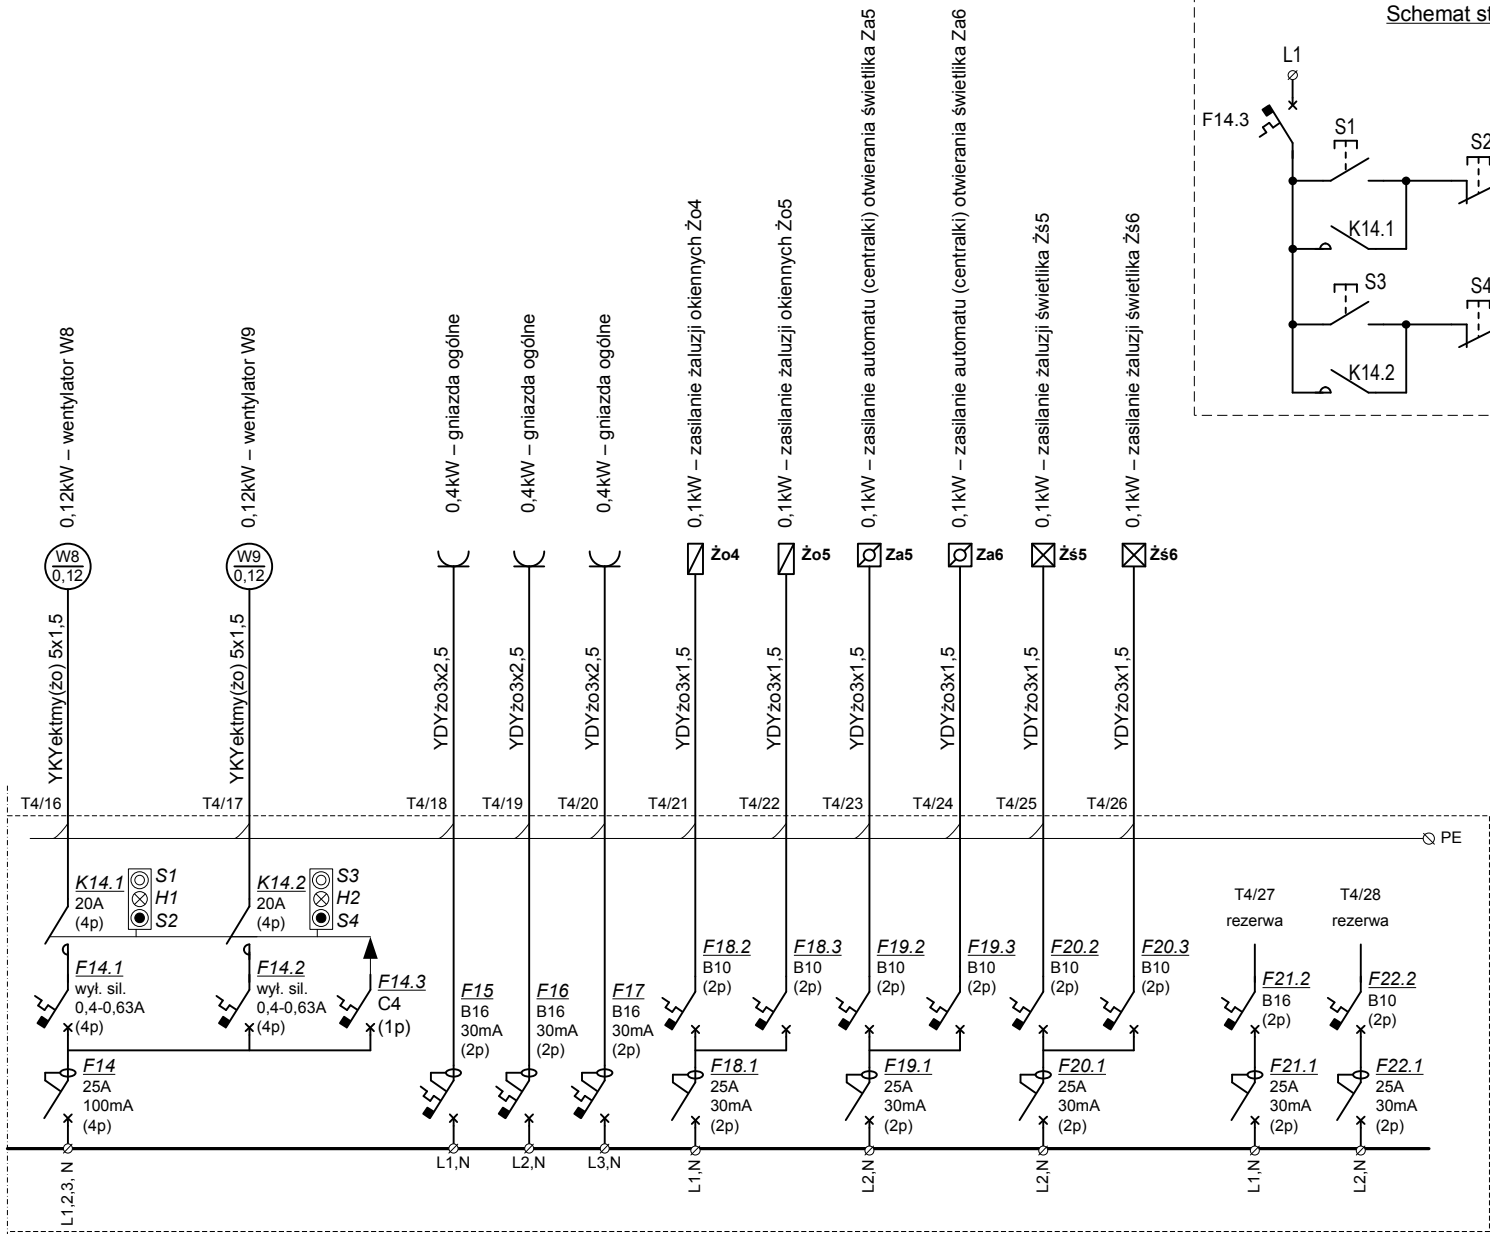 Schemat st
L1
F14.3
S1
S2
K14.1
S3
S4
K14.2
0,12kW – wentylator W8
0,12kW – wentylator W9
0,4kW – gniazda ogólne
0,4kW – gniazda ogólne
0,4kW – gniazda ogólne
0,1kW – zasilanie żaluzji okiennych Żo4
0,1kW – zasilanie żaluzji okiennych Żo5
0,1kW – zasilanie automatu (centralki) otwierania świetlika Za5
0,1kW – zasilanie automatu (centralki) otwierania świetlika Za6
0,1kW – zasilanie żaluzji świetlika Żś5
0,1kW – zasilanie żaluzji świetlika Żś6
W8
0,12
W9
0,12
Żo4
Żo5
Za5
Za6
Żś5
Żś6
YKYektmy(żo) 5x1,5
YKYektmy(żo) 5x1,5
YDYżo3x2,5
YDYżo3x2,5
YDYżo3x2,5
YDYżo3x1,5
YDYżo3x1,5
YDYżo3x1,5
YDYżo3x1,5
YDYżo3x1,5
YDYżo3x1,5
T4/16
T4/17
T4/18
T4/19
T4/20
T4/21
T4/22
T4/23
T4/24
T4/25
T4/26
PE
K14.1
20A
(4p)
S1
H1
S2
K14.2
20A
(4p)
S3
H2
S4
T4/27
rezerwa
T4/28
rezerwa
F14.1
wył. sil.
0,4-0,63A
(4p)
F14.2
wył. sil.
0,4-0,63A
(4p)
F14.3
C4
(1p)
F15
B16
30mA
(2p)
F16
B16
30mA
(2p)
F17
B16
30mA
(2p)
F18.2
B10
(2p)
F18.3
B10
(2p)
F19.2
B10
(2p)
F19.3
B10
(2p)
F20.2
B10
(2p)
F20.3
B10
(2p)
F21.2
B16
(2p)
F22.2
B10
(2p)
F14
25A
100mA
(4p)
F18.1
25A
30mA
(2p)
F19.1
25A
30mA
(2p)
F20.1
25A
30mA
(2p)
F21.1
25A
30mA
(2p)
F22.1
25A
30mA
(2p)
L1,2,3, N
L1,N
L2,N
L3,N
L1,N
L2,N
L2,N
L1,N
L2,N